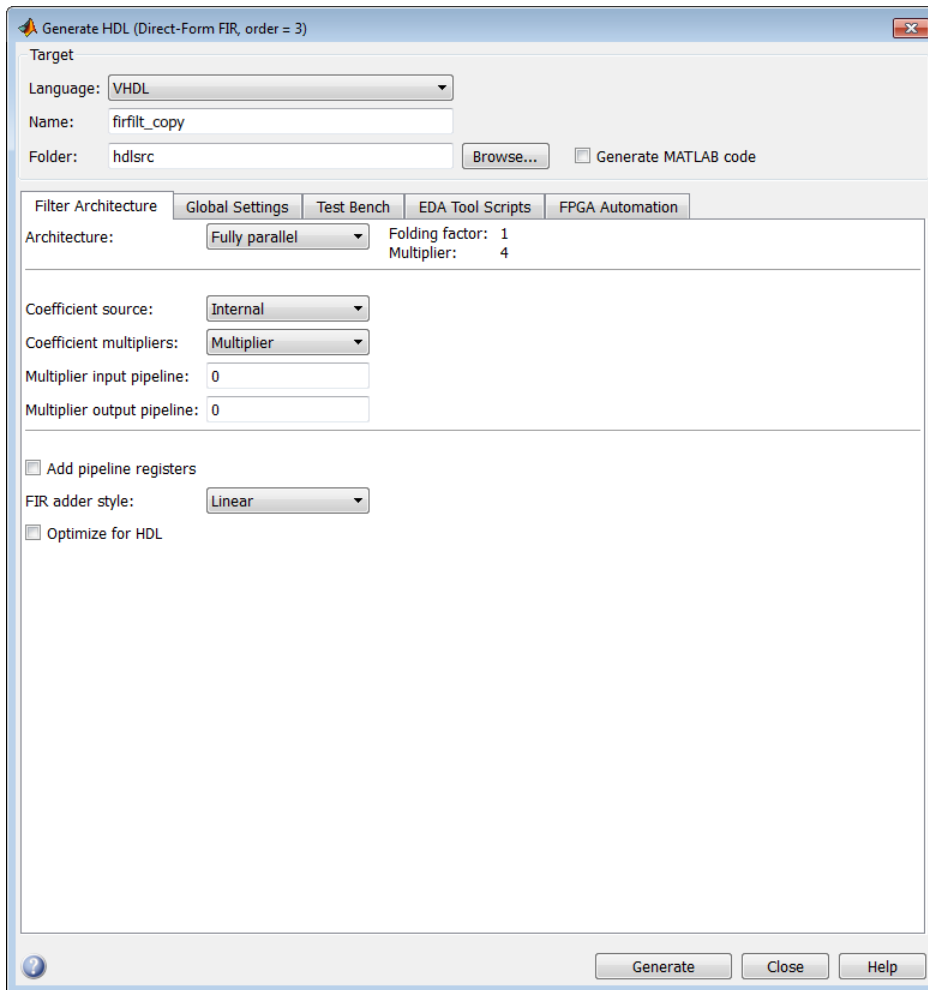 Generate HDL (Direct-Form FIR, order = 3)
Target
Language: VHDL
Name: firfilt_copy
Folder: hdlsrc Browse... Generate MATLAB code
Filter Architecture Global Settings Test Bench EDA Tool Scripts FPGA Automation
Architecture: Fully parallel Folding factor: 1
Multiplier: 4
Coefficient source: Internal
Coefficient multipliers: Multiplier
Multiplier input pipeline: 0
Multiplier output pipeline: 0
Add pipeline registers
FIR adder style: Linear
Optimize for HDL
? Generate Close Help